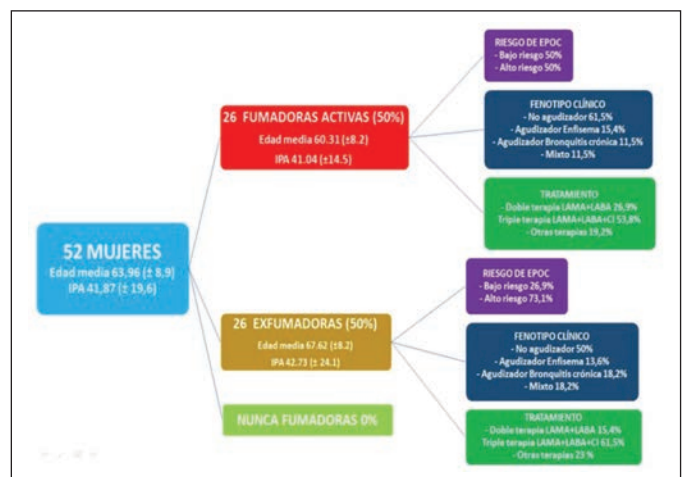 52 MUJERES
Edad media 63,96 (± 8,9)
IPA 41,87 (± 19,6)
26 FUMADORAS ACTIVAS (50%)
Edad media 60.31 (±8.2)
IPA 41.04 (±14.5)
RIESGO DE EPOC
- Bajo riesgo 50%
- Alto riesgo 50%
FENOTIPO CLÍNICO
- No agudizador 61,5%
- Agudizador Enfisema 15,4%
- Agudizador Bronquitis crónica 11,5%
- Mixto 11,5%
TRATAMIENTO
- Doble terapia LAMA+LABA 26,9%
Triple terapia LAMA+LABA+CI 53,8%
- Otras terapias 19,2%
26 EXFUMADORAS (50%)
Edad media 67.62 (±8.2)
IPA 42.73 (± 24.1)
RIESGO DE EPOC
- Bajo riesgo 26,9%
- Alto riesgo 73,1%
FENOTIPO CLÍNICO
- No agudizador 50%
- Agudizador Enfisema 13,6%
- Agudizador Bronquitis crónica 18,2%
- Mixto 18,2%
TRATAMIENTO
- Doble terapia LAMA+LABA 15,4%
Triple terapia LAMA+LABA+CI 61,5%
- Otras terapias 23 %
NUNCA FUMADORAS 0%